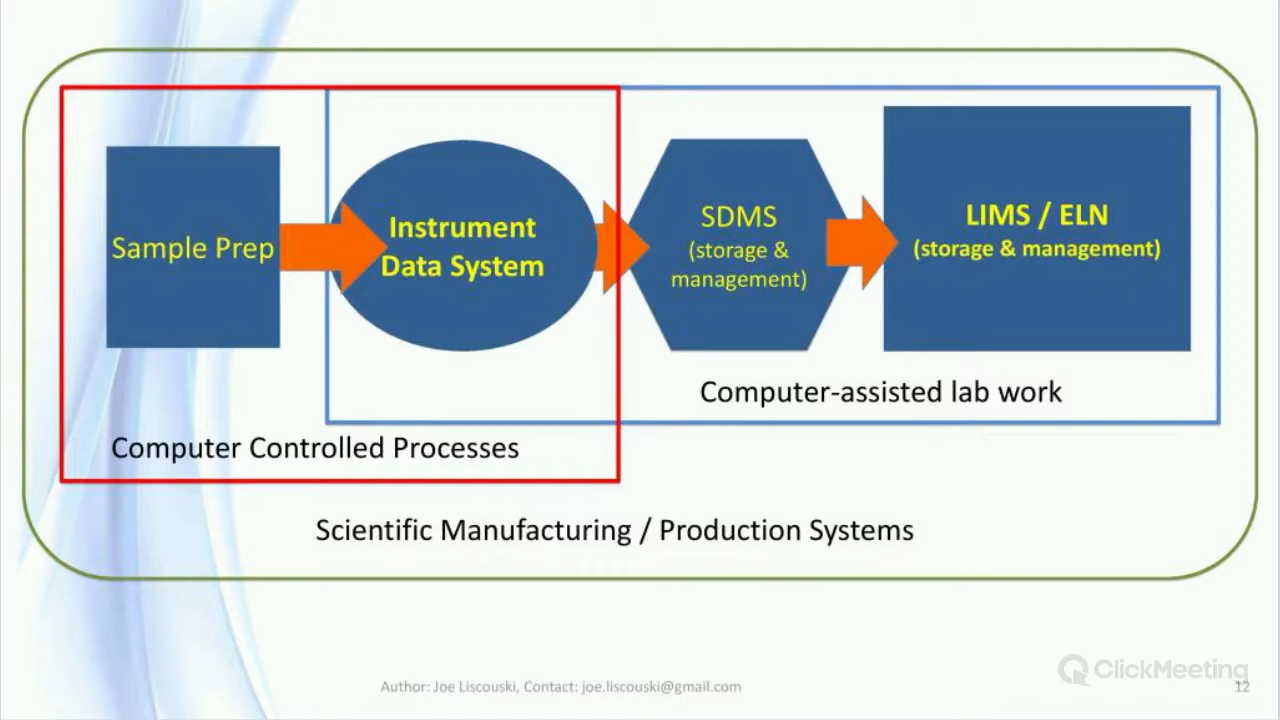 Sample Prep
Instrument
Data System
SDMS
(storage &
management)
LIMS / ELN
(storage & management)
Computer-assisted lab work
Computer Controlled Processes
Scientific Manufacturing / Production Systems
Author: Joe Liscouski, Contact: joe.liscouski@gmail.com
ClickMeeting
12